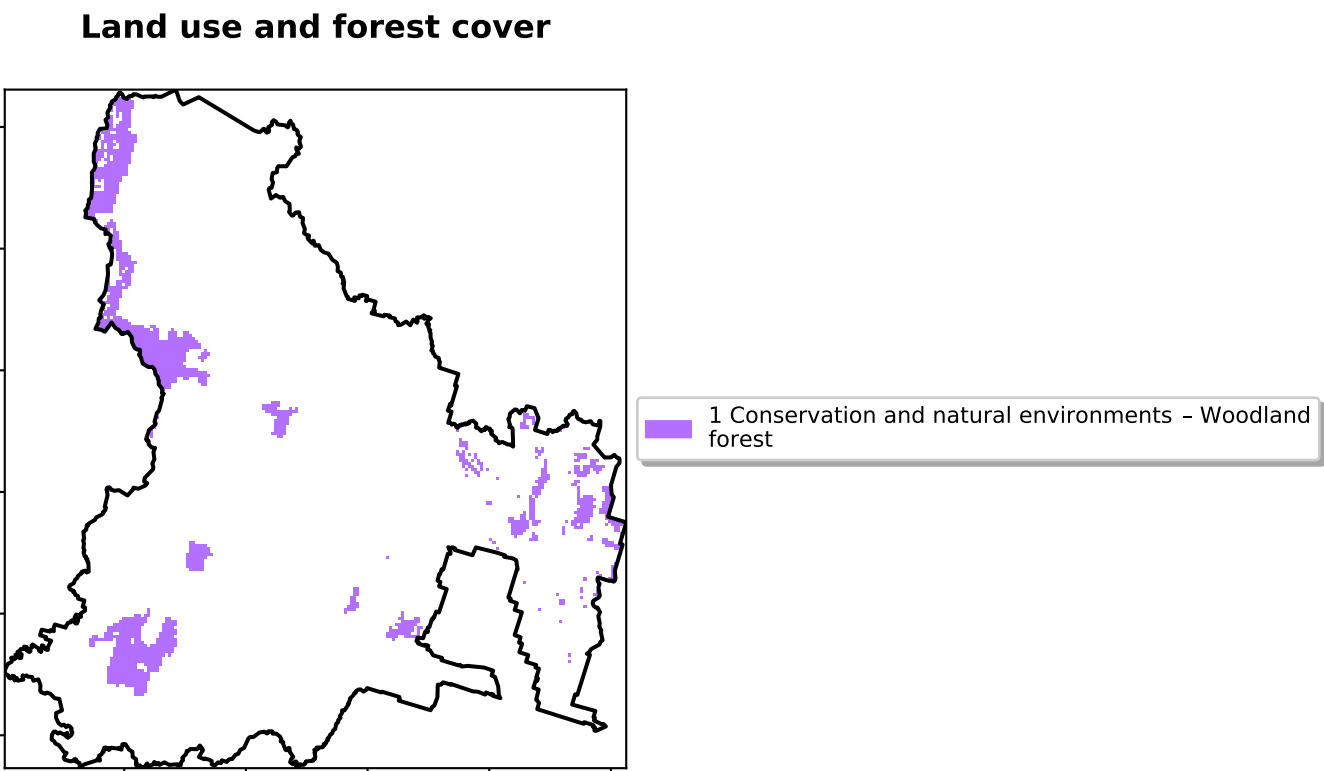 Land use and forest cover
1 Conservation and natural environments – Woodland
forest